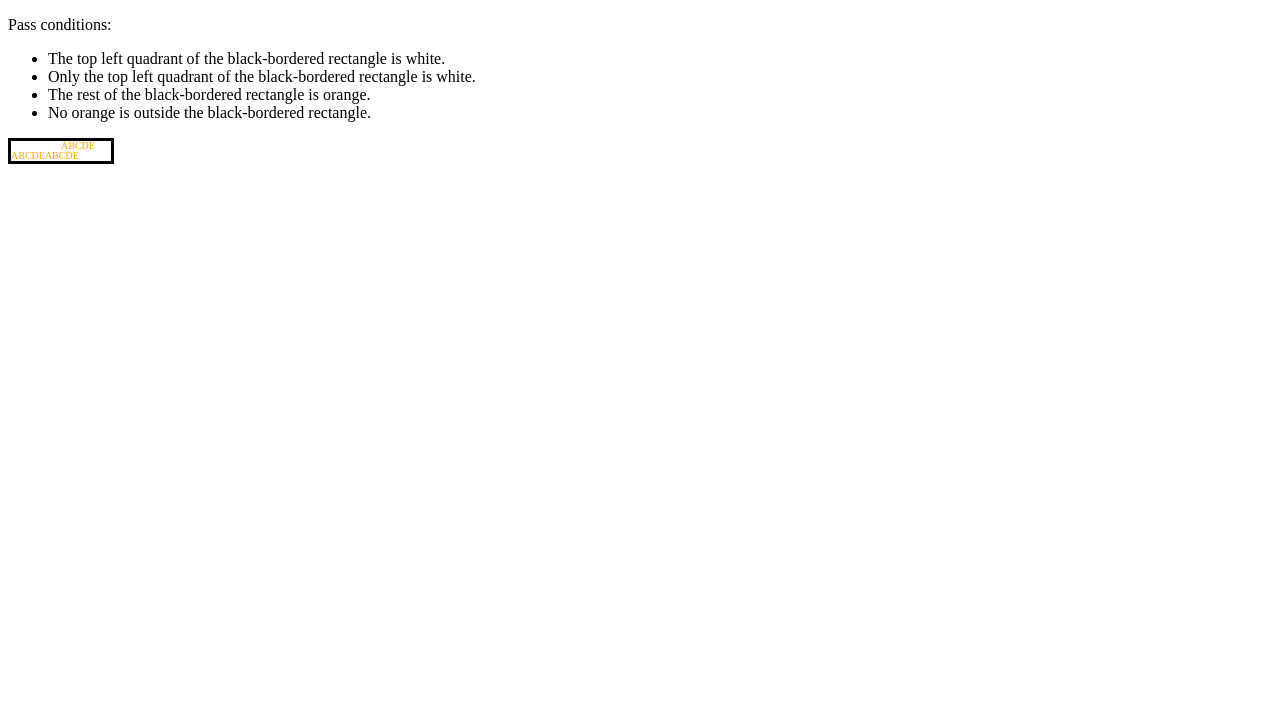 Pass conditions:
The top left quadrant of the black-bordered rectangle is white.
Only the top left quadrant of the black-bordered rectangle is white.
The rest of the black-bordered rectangle is orange.
No orange is outside the black-bordered rectangle.
ABCDE
ABCDEABCDE